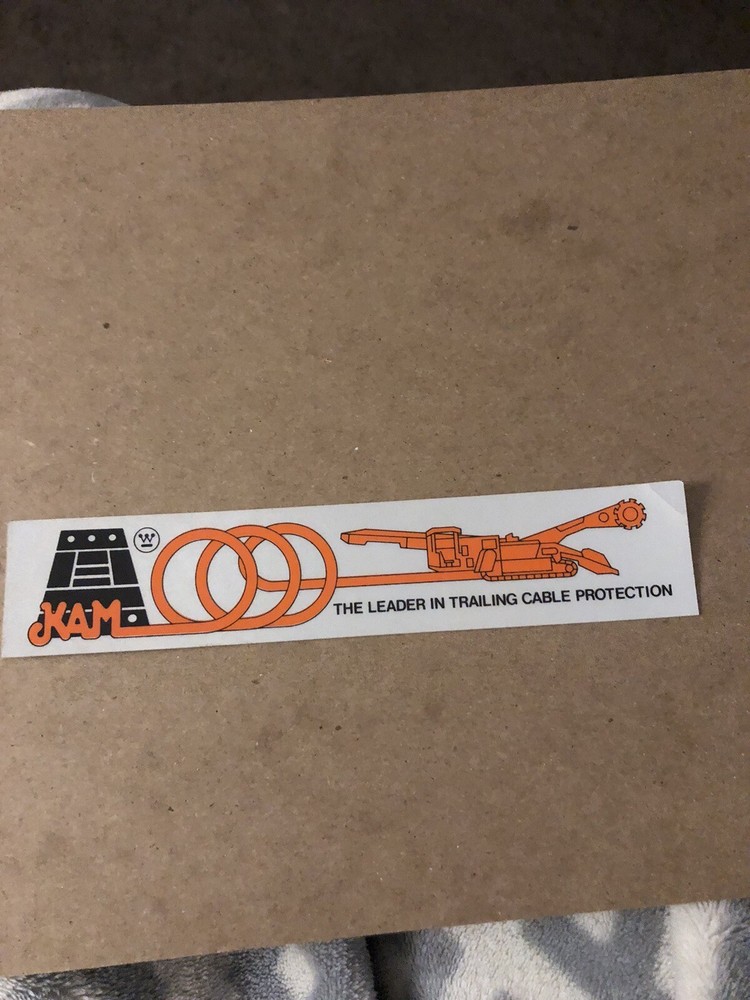 KAM
THE LEADER IN TRAILING CABLE PROTECTION